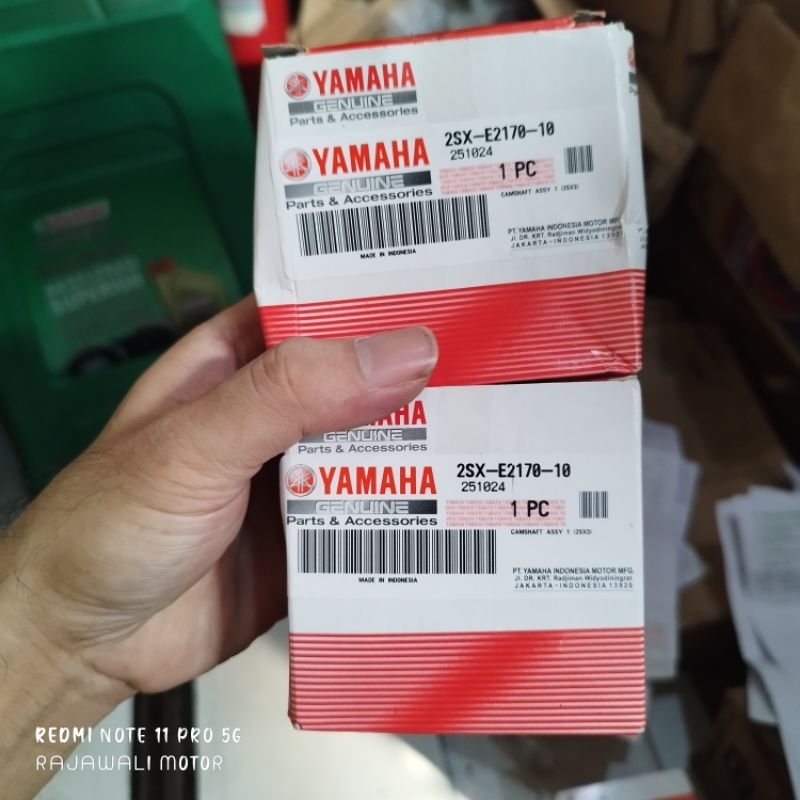 YAMAHA
GENUINE
Parts & Accessories
YAMAHA
GENUINE
Parts & Accessories
2SX-E2170-10
251024
1 PC
CAMSHAFT ASSY 1 (2SX3)
PT. YAMAHA INDONESIA MOTOR MFG.
JL. DR. KRT. Radjiman Widyodiningrat
JAKARTA-INDONESIA 13920
MADE IN INDONESIA
GENUINE
Parts & Accessories
YAMAHA
GENUINE
Parts & Accessories
2SX-E2170-10
251024
1 PC
CAMSHAFT ASSY 1 (2SX3)
PT. YAMAHA INDONESIA MOTOR MFG.
JL. DR. KRT. Radjiman Widyodiningrat
JAKARTA-INDONESIA 13920
MADE IN INDONESIA
REDMI NOTE 11 PRO 5G
RAJAWALI MOTOR